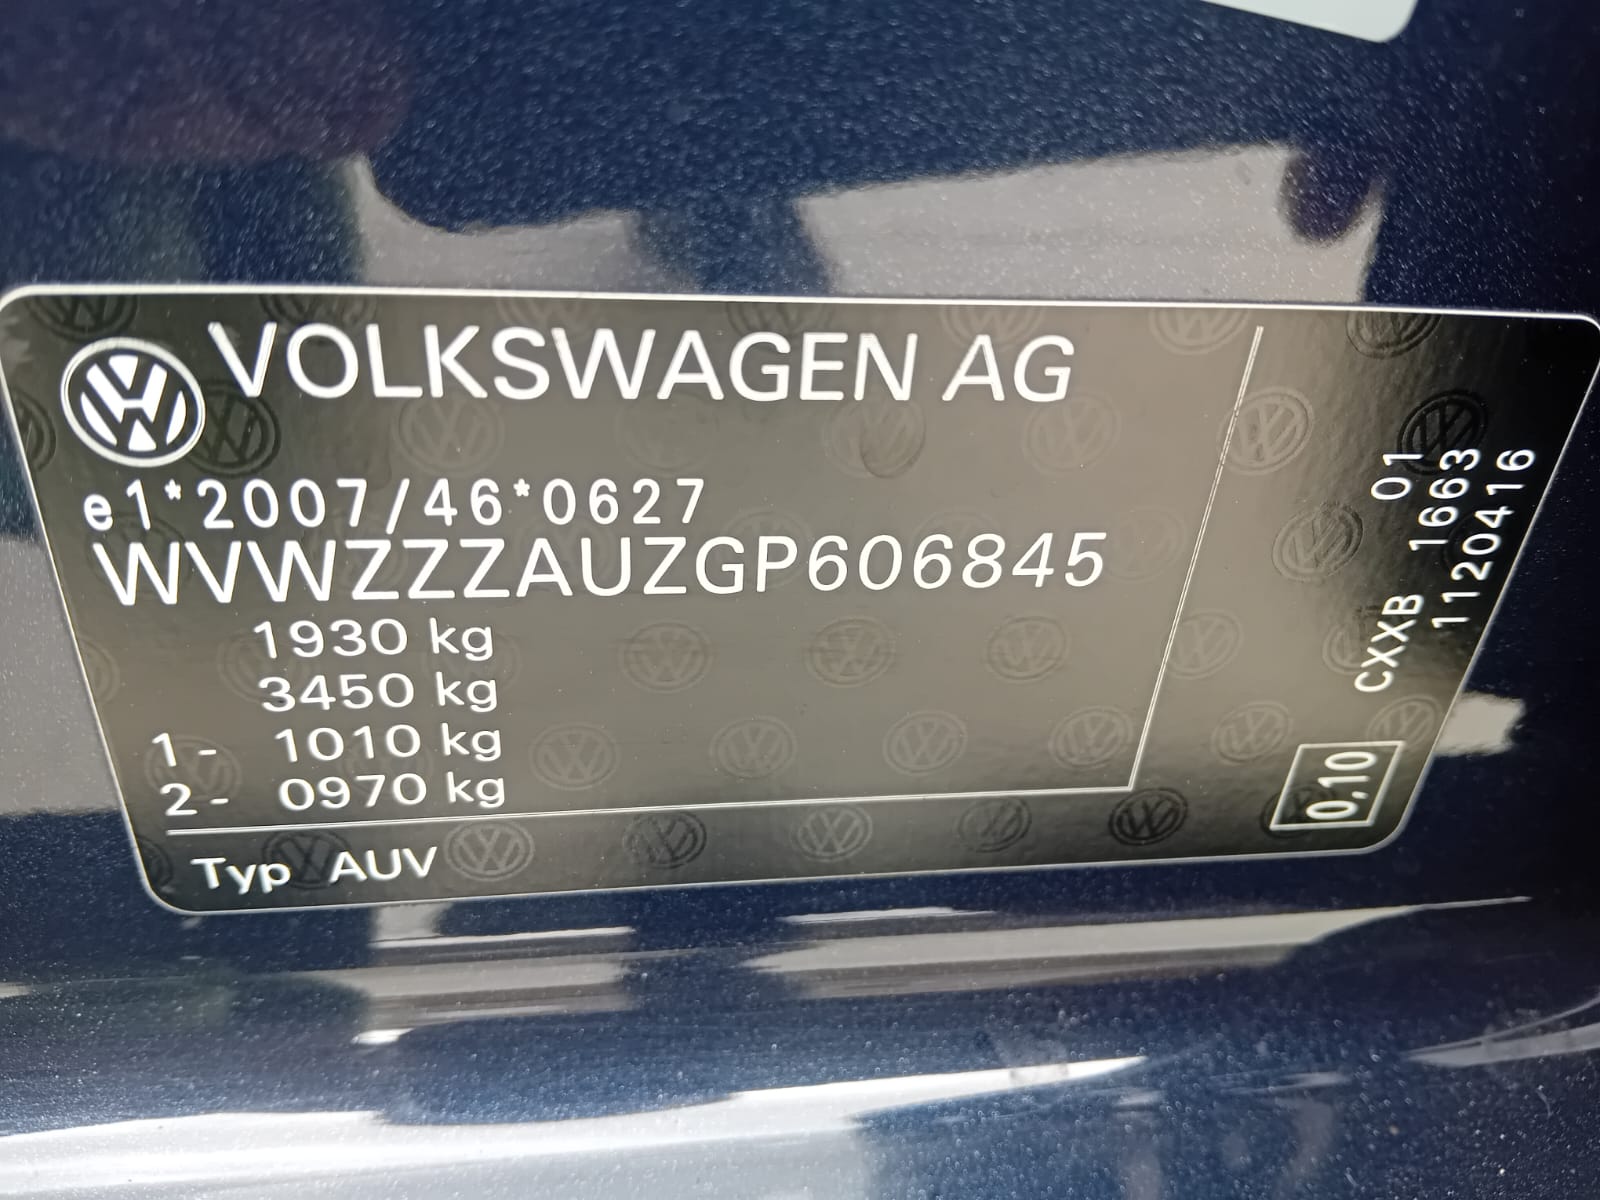 VOLKSWAGEN AG
e1*2007/46*0627
WVWZZZAUZGP606845
1930 kg
3450 kg
1- 1010 kg
2- 0970 kg
Typ AUV
CXXB 01
1663
1120416
0,10